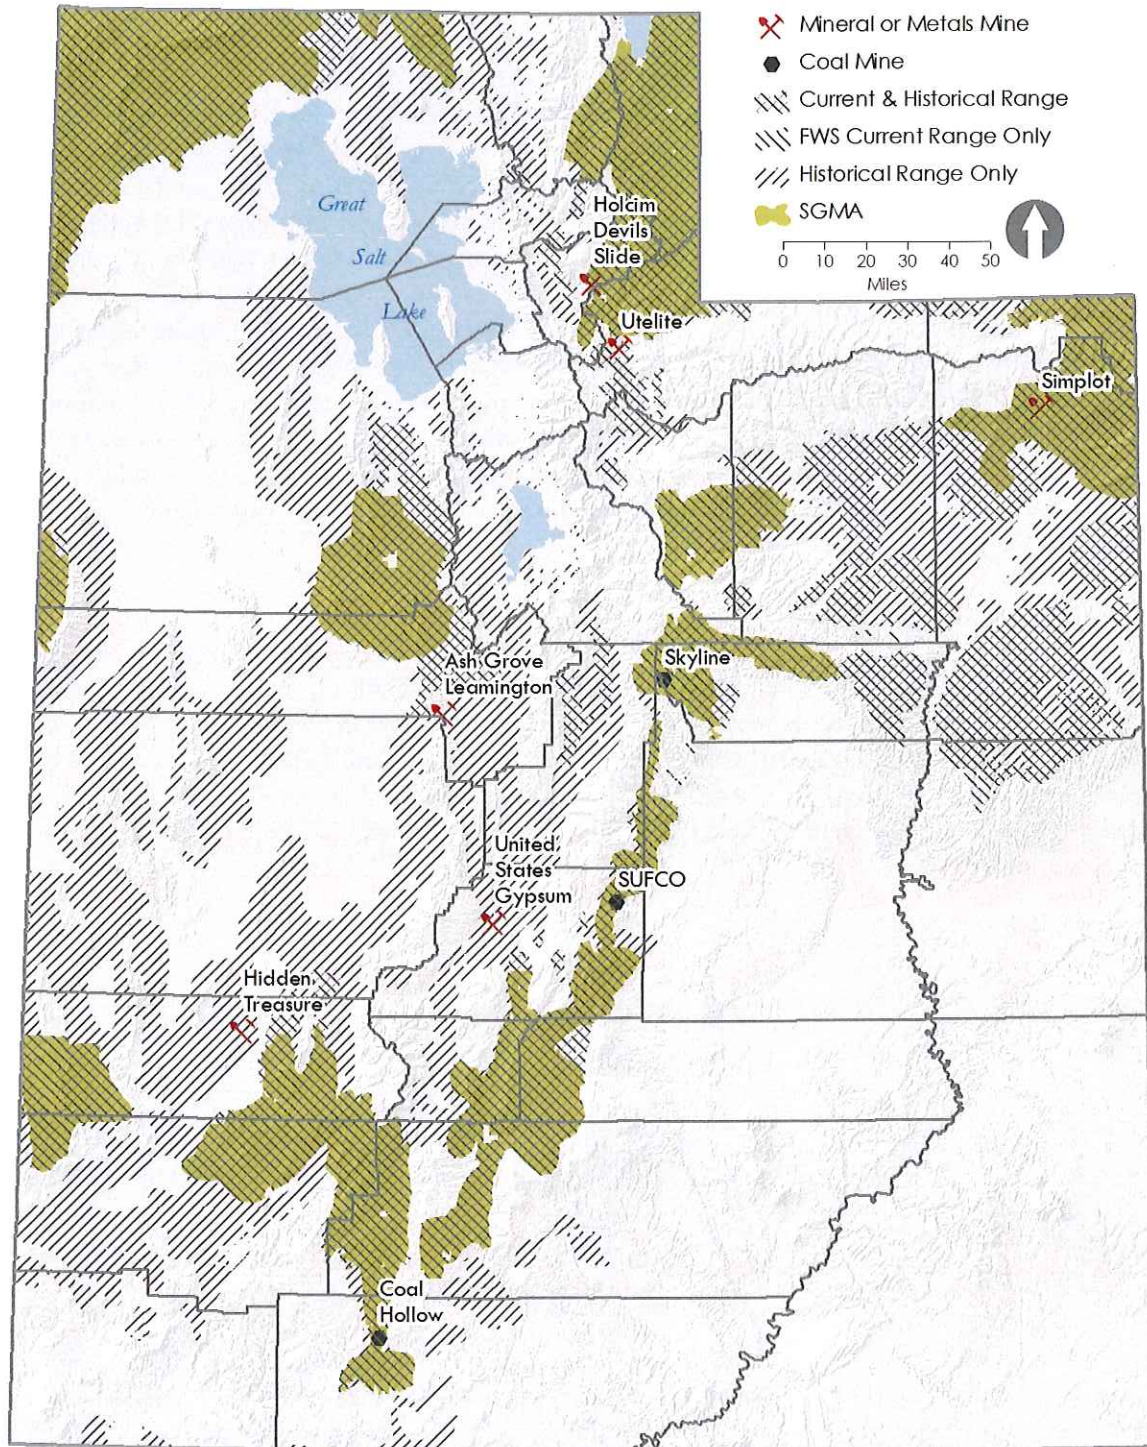 Mineral or Metals Mine
Coal Mine
Current & Historical Range
FWS Current Range Only
Historical Range Only
SGMA
0 10 20 30 40 50
Miles
Great
Salt
Lake
Holcim
Devils
Slide
Utelite
Simplot
Skyline
Ash Grove
Leamington
United
States
Gypsum
SUFCO
Hidden
Treasure
Coal
Hollow